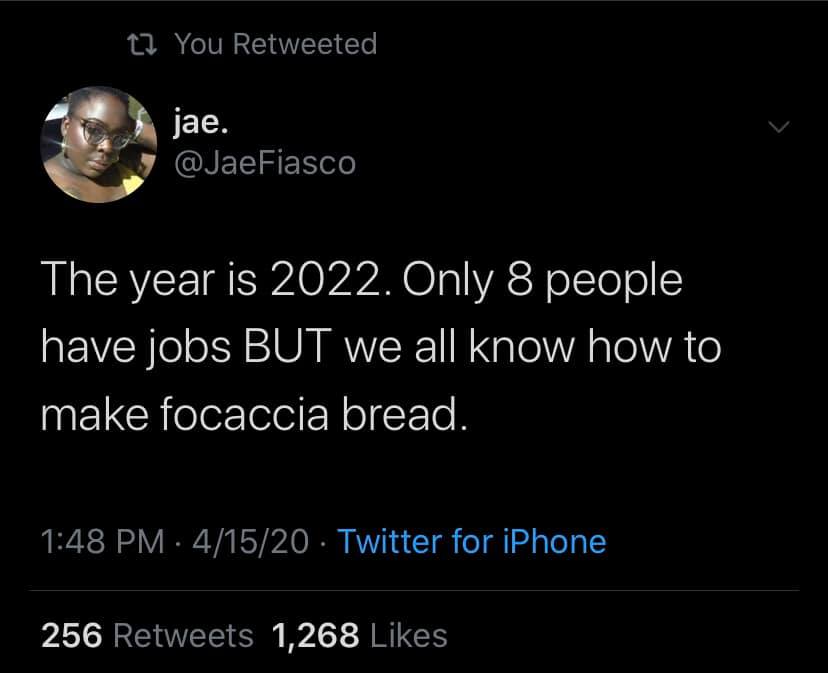 You Retweeted
jae.
@JaeFiasco
The year is 2022. Only 8 people
have jobs BUT we all know how to
make focaccia bread.
1:48 PM · 4/15/20 · Twitter for iPhone
256 Retweets 1,268 Likes